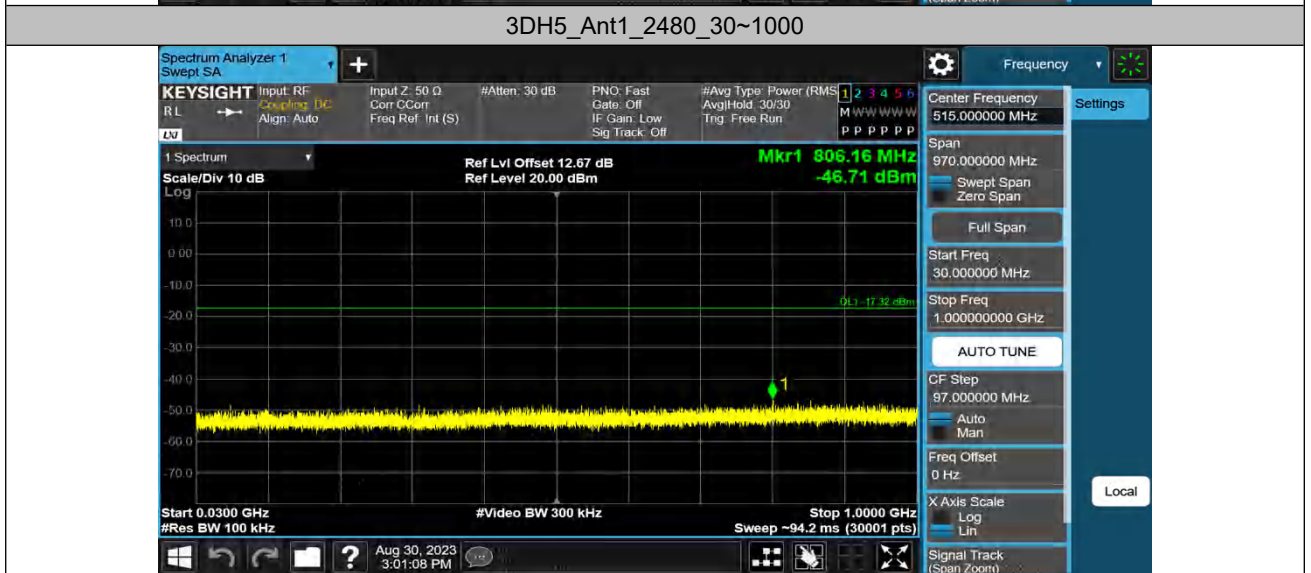 (Span Zoom)
3DH5_Ant1_2480_30~1000
Spectrum Analyzer 1
Swept SA
Frequency
KEYSIGHT
RL
LXI
Input: RF
Coupling: DC
Align: Auto
Input Z: 50 Ω
Corr CCorr
Freq Ref: Int (S)
#Atten: 30 dB
PNO: Fast
Gate: Off
IF Gain: Low
Sig Track: Off
#Avg Type: Power (RMS
Avg|Hold: 30/30
Trig: Free Run
1 2 3 4 5 6
M W W W W W
P P P P P P
Center Frequency
515.000000 MHz
Settings
1 Spectrum
Scale/Div 10 dB
Log
Ref Lvl Offset 12.67 dB
Ref Level 20.00 dBm
Mkr1 806.16 MHz
-46.71 dBm
Span
970.000000 MHz
Swept Span
Zero Span
Full Span
Start Freq
30.000000 MHz
Stop Freq
1.000000000 GHz
AUTO TUNE
CF Step
97.000000 MHz
Auto
Man
Freq Offset
0 Hz
X Axis Scale
Log
Lin
Signal Track
(Span Zoom)
Local
10.0
0.00
-10.0
DL1 -17.32 dBm
-20.0
-30.0
-40.0
1
-50.0
-60.0
-70.0
Start 0.0300 GHz
#Res BW 100 kHz
#Video BW 300 kHz
Stop 1.0000 GHz
Sweep ~94.2 ms (30001 pts)
?
Aug 30, 2023
3:01:08 PM